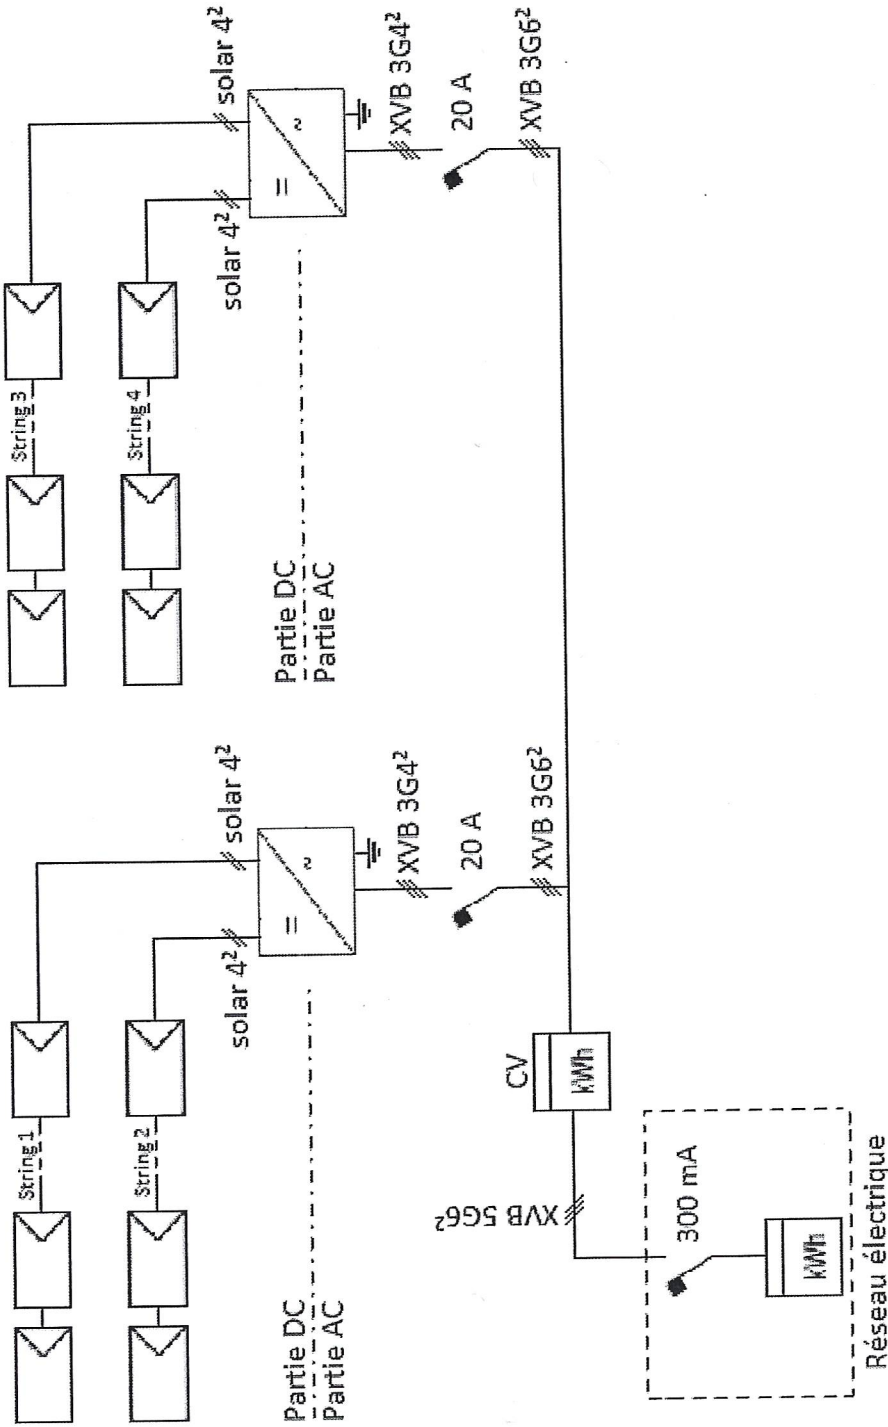 String 1
solar 4²
String 2
solar 4²
Partie DC
Partie AC
XVB 3G4²
20 A
XVB 3G6²
String 3
solar 4²
String 4
solar 4²
Partie DC
Partie AC
XVB 3G4²
20 A
XVB 3G6²
CV
kWh
XVB 5G6²
300 mA
kWh
Réseau électrique